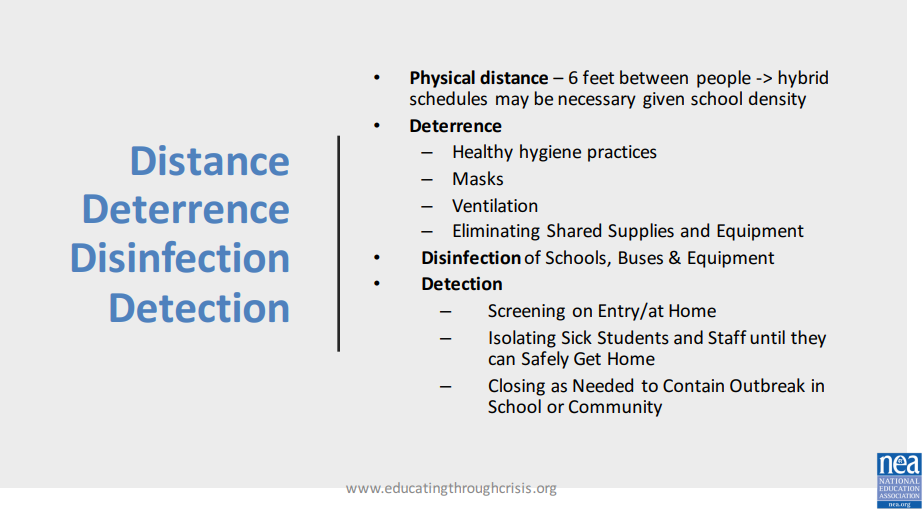 Distance
Deterrence
Disinfection
Detection
• Physical distance – 6 feet between people -> hybrid
schedules may be necessary given school density
• Deterrence
– Healthy hygiene practices
– Masks
– Ventilation
– Eliminating Shared Supplies and Equipment
• Disinfection of Schools, Buses & Equipment
• Detection
– Screening on Entry/at Home
– Isolating Sick Students and Staff until they
can Safely Get Home
– Closing as Needed to Contain Outbreak in
School or Community
www.educatingthroughcrisis.org
nea
NATIONAL
EDUCATION
ASSOCIATION
nea.org